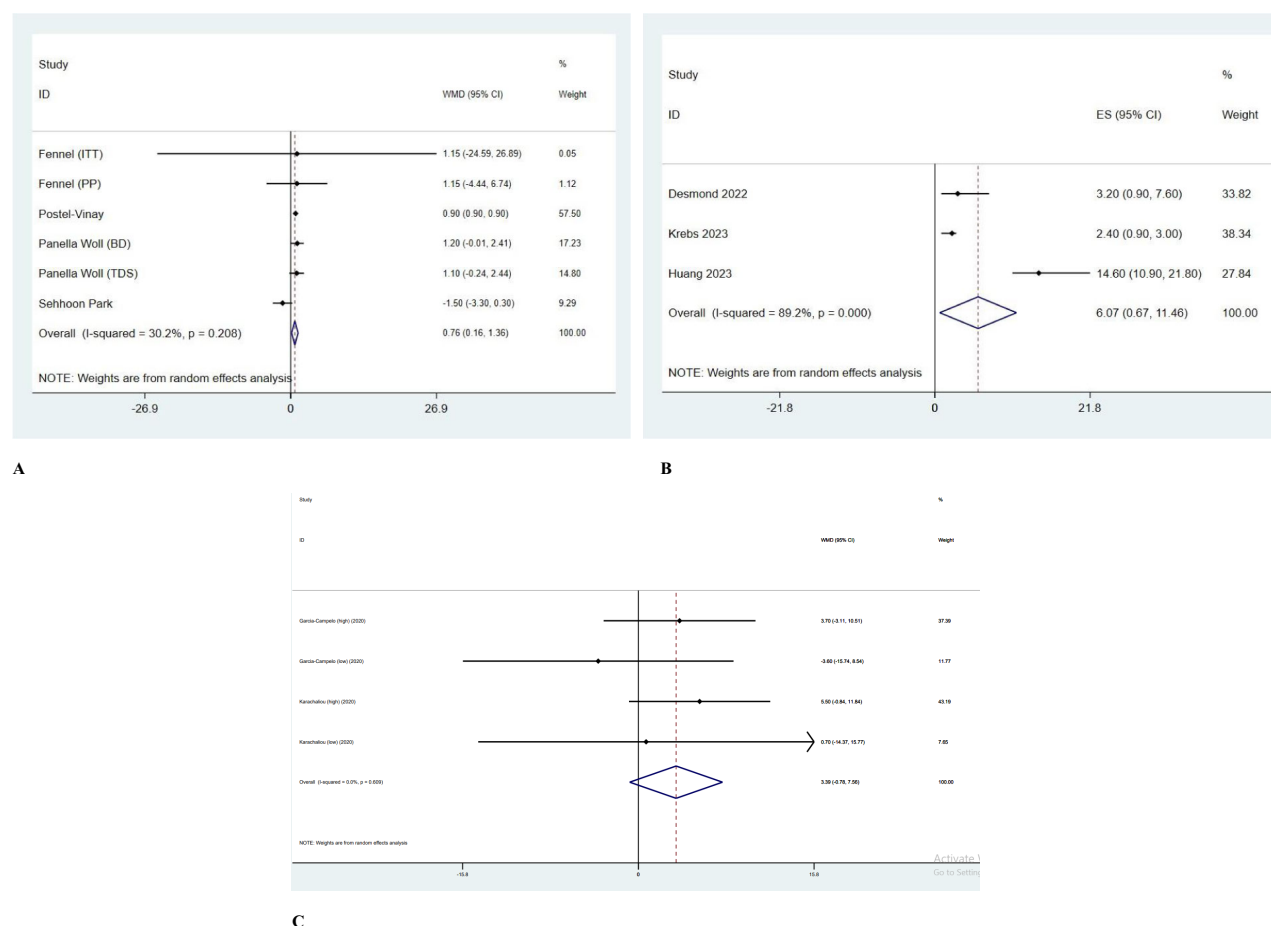 Study %
ID WMD (95% CI) Weight
Fennel (ITT) 1.15 (-24.59, 26.89) 0.05
Fennel (PP) 1.15 (-4.44, 6.74) 1.12
Postel-Vinay 0.90 (0.90, 0.90) 57.50
Panella Woll (BD) 1.20 (-0.01, 2.41) 17.23
Panella Woll (TDS) 1.10 (-0.24, 2.44) 14.80
Sehhoon Park -1.50 (-3.30, 0.30) 9.29
Overall (I-squared = 30.2%, p = 0.208) 0.76 (0.16, 1.36) 100.00
NOTE: Weights are from random effects analysis
-26.9 0 26.9
A
Study %
ID ES (95% CI) Weight
Desmond 2022 3.20 (0.90, 7.60) 33.82
Krebs 2023 2.40 (0.90, 3.00) 38.34
Huang 2023 14.60 (10.90, 21.80) 27.84
Overall (I-squared = 89.2%, p = 0.000) 6.07 (0.67, 11.46) 100.00
NOTE: Weights are from random effects analysis
-21.8 0 21.8
B
Study %
ID WMD (95% CI) Weight
Garcia-Campelo (high) (2020) 3.70 (-3.11, 10.51) 37.39
Garcia-Campelo (low) (2020) -3.60 (-15.74, 8.54) 11.77
Karachaliou (high) (2020) 5.50 (-0.84, 11.84) 43.19
Karachaliou (low) (2020) 0.70 (-14.37, 15.77) 7.65
Overall (I-squared = 0.0%, p = 0.609) 3.39 (-0.78, 7.56) 100.00
NOTE: Weights are from random effects analysis
Activate
Go to Setting
-15.8 0 15.8
C